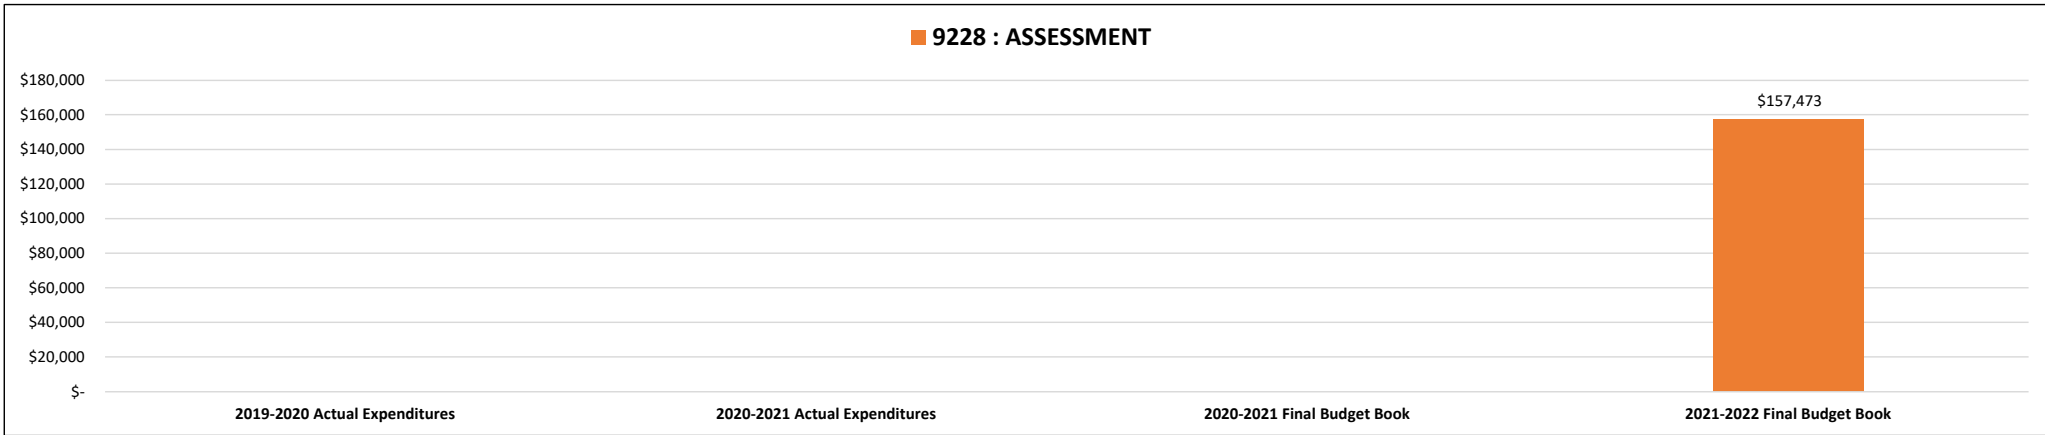 9228 : ASSESSMENT
$180,000
$160,000
$140,000
$120,000
$100,000
$80,000
$60,000
$40,000
$20,000
$-
$157,473
2019-2020 Actual Expenditures
2020-2021 Actual Expenditures
2020-2021 Final Budget Book
2021-2022 Final Budget Book